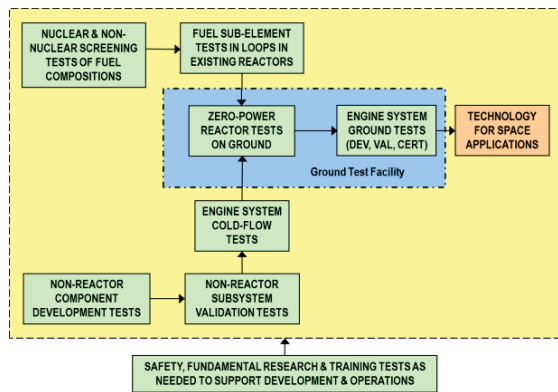 NUCLEAR & NON-
NUCLEAR SCREENING
TESTS OF FUEL
COMPOSITIONS
FUEL SUB-ELEMENT
TESTS IN LOOPS IN
EXISTING REACTORS
ZERO-POWER
REACTOR TESTS
ON GROUND
ENGINE SYSTEM
GROUND TESTS
(DEV, VAL, CERT)
TECHNOLOGY
FOR SPACE
APPLICATIONS
Ground Test Facility
ENGINE SYSTEM
COLD-FLOW
TESTS
NON-REACTOR
COMPONENT
DEVELOPMENT TESTS
NON-REACTOR
SUBSYSTEM
VALIDATION TESTS
SAFETY, FUNDAMENTAL RESEARCH & TRAINING TESTS AS
NEEDED TO SUPPORT DEVELOPMENT & OPERATIONS